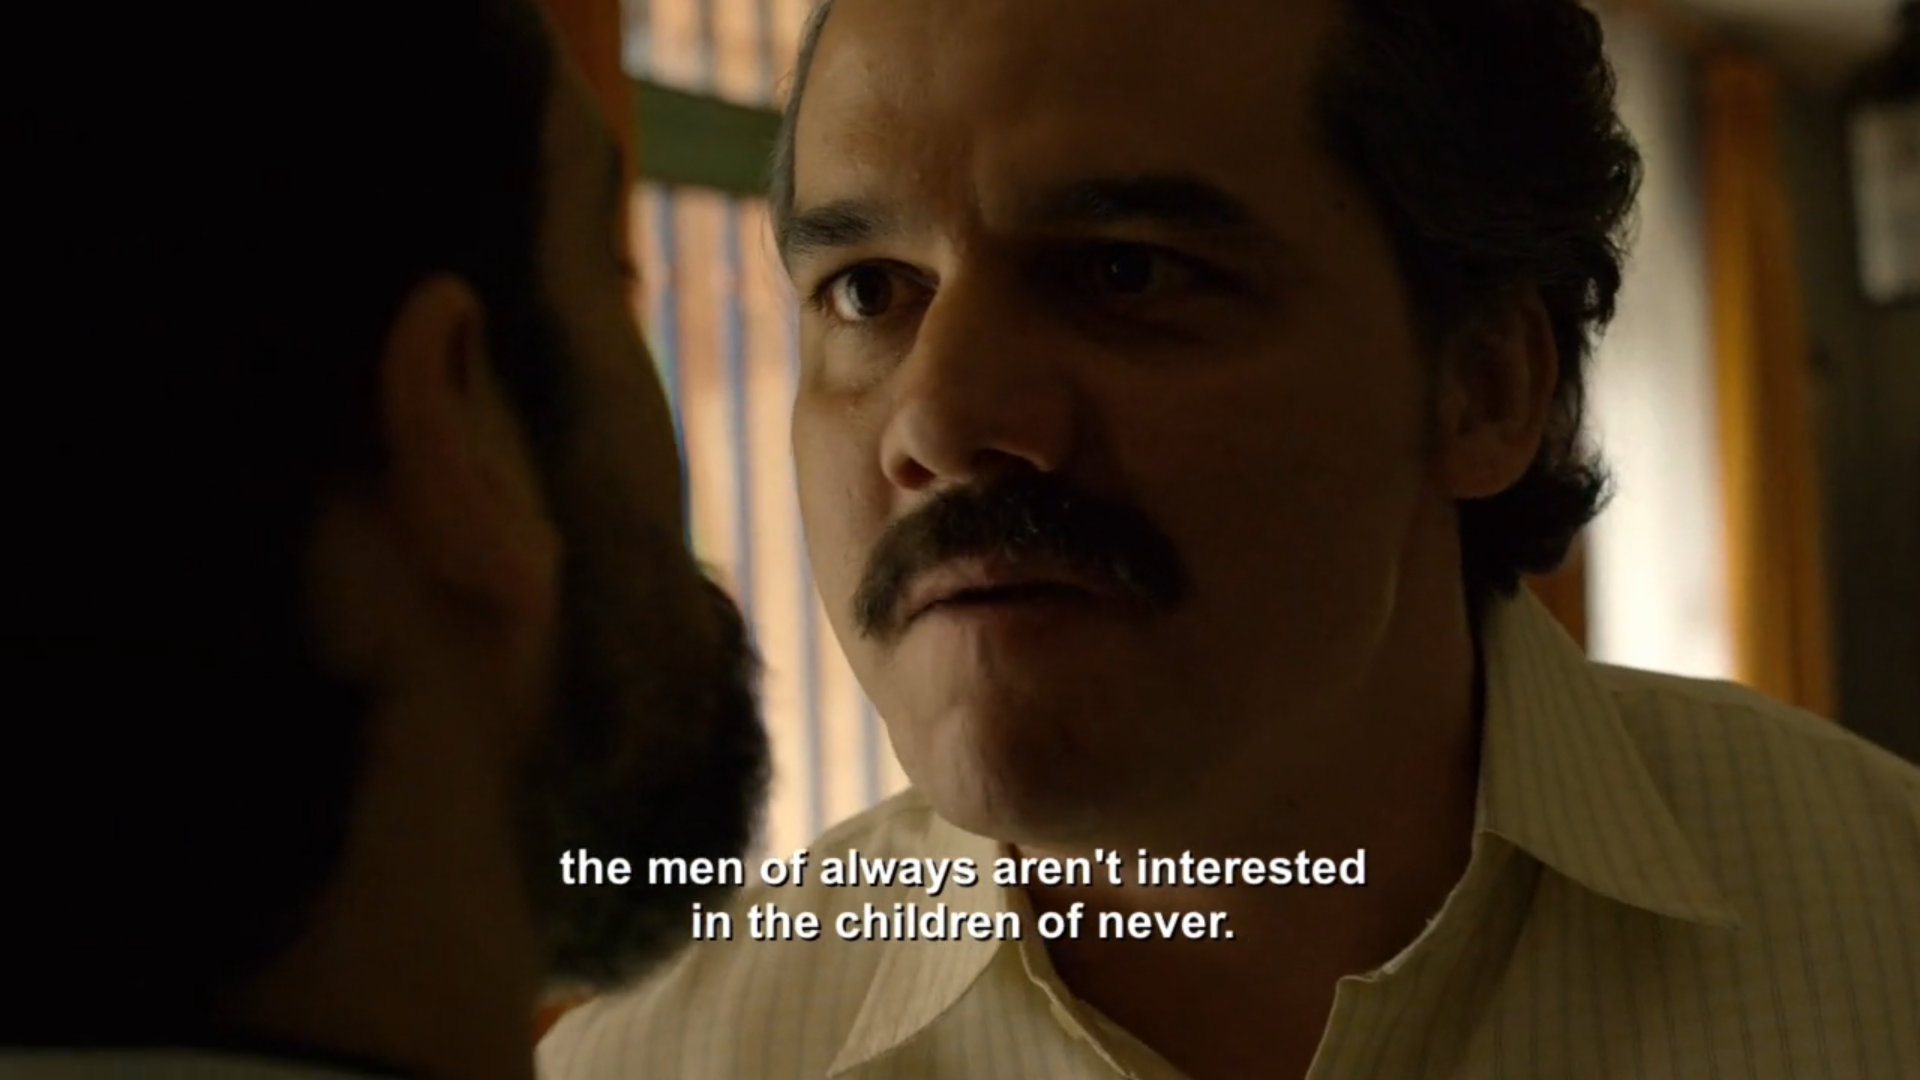 the men of always aren't interested
in the children of never.